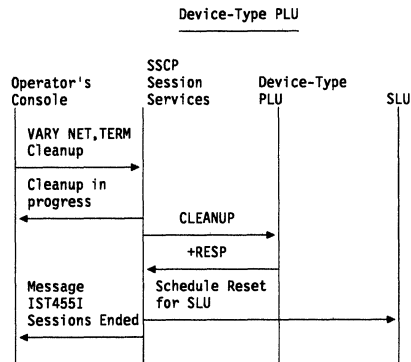 Device-Type PLU
Operator's
Console
SSCP
Session
Services
Device-Type
PLU
SLU
VARY NET,TERM
Cleanup
Cleanup in
progress
CLEANUP
+RESP
Message
IST455I
Sessions Ended
Schedule Reset
for SLU